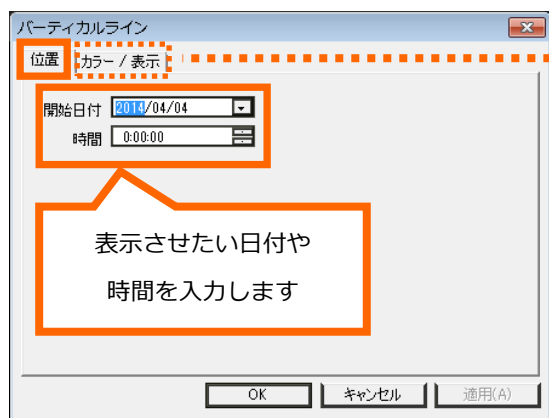 バーティカルライン
位置 カラー / 表示
開始日付 2014/04/04
時間 0:00:00
表示させたい日付や
時間を入力します
OK キャンセル 適用(A)